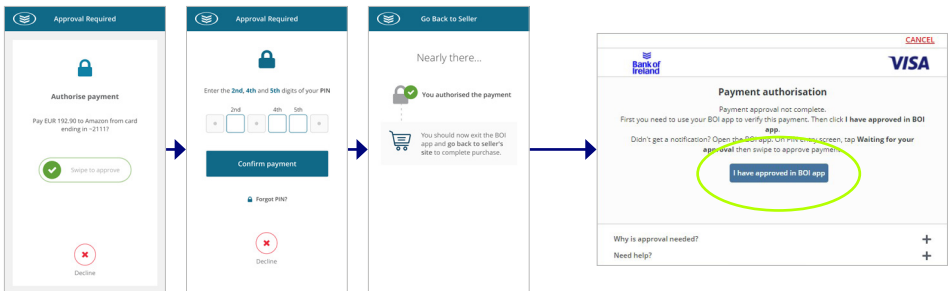 Approval Required
Authorise payment
Pay EUR 192.90 to Amazon from card
ending in ~2111?
Swipe to approve
Decline
Approval Required
Enter the 2nd, 4th and 5th digits of your PIN
2nd 4th 5th
Confirm payment
Forgot PIN?
Decline
Go Back to Seller
Nearly there...
You authorised the payment
You should now exit the BOI
app and go back to seller's
site to complete purchase.
CANCEL
Bank of
Ireland
VISA
Payment authorisation
Payment approval not complete.
First you need to use your BOI app to verify this payment. Then click I have approved in BOI
app.
Didn't get a notification? Open the BOI app. On PIN entry screen, tap Waiting for your
approval then swipe to approve payment.
I have approved in BOI app
Why is approval needed?
Need help?